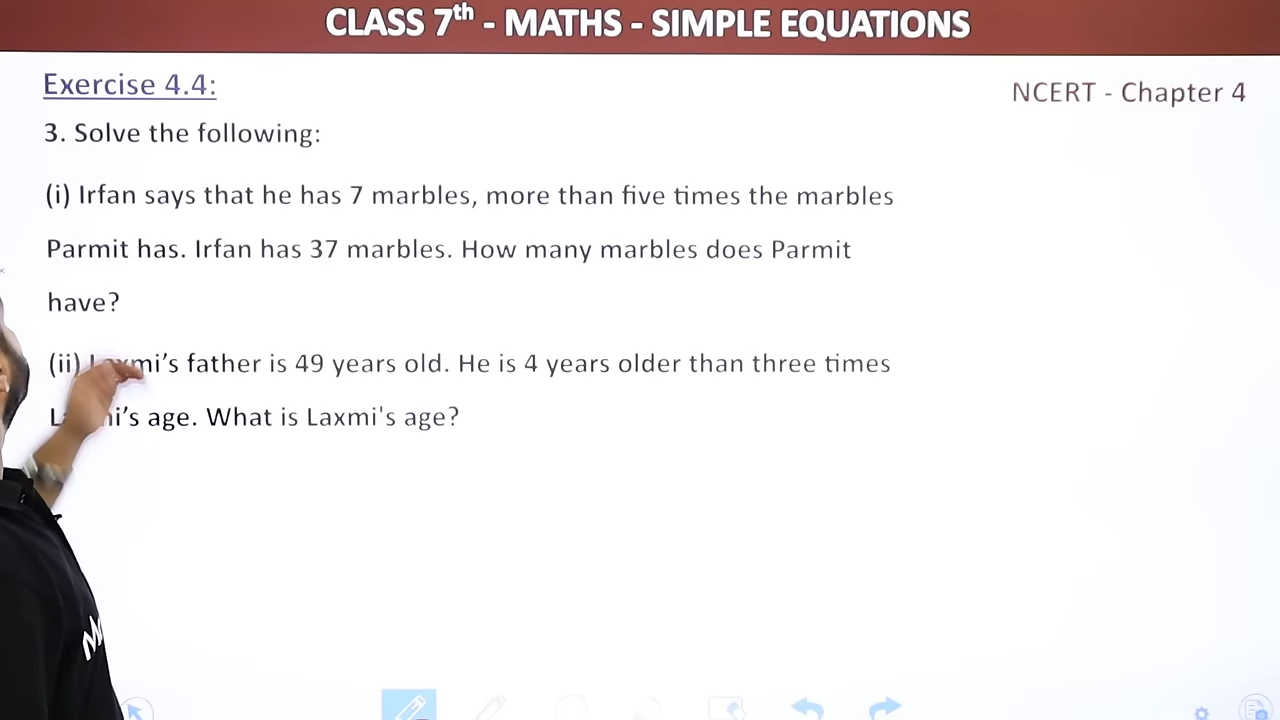 CLASS 7th - MATHS - SIMPLE EQUATIONS
Exercise 4.4:
NCERT - Chapter 4
3. Solve the following:
(i) Irfan says that he has 7 marbles, more than five times the marbles
Parmit has. Irfan has 37 marbles. How many marbles does Parmit
have?
(ii) Laxmi’s father is 49 years old. He is 4 years older than three times
Laxmi’s age. What is Laxmi's age?